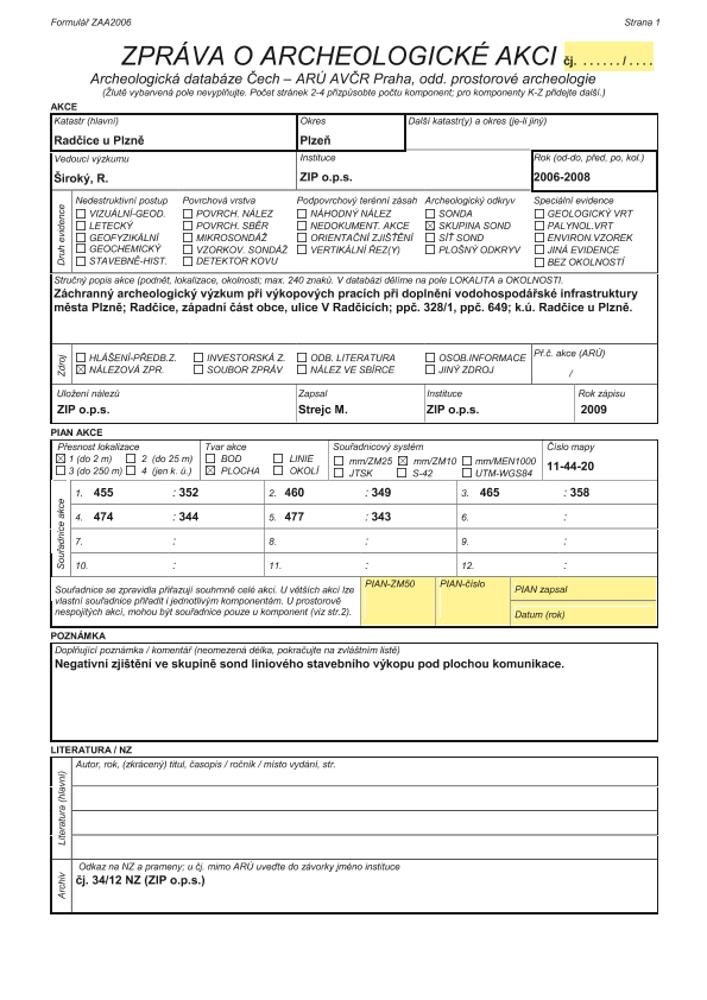 Formulář ZAA2006 Strana 1
ZPRÁVA O ARCHEOLOGICKÉ AKCI čj. ....../....
Archeologická databáze Čech – ARÚ AVČR Praha, odd. prostorové archeologie
(Žlutě vybarvená pole nevyplňujte. Počet stránek 2-4 přizpůsobte počtu komponent; pro komponenty K-Z přidejte další.)
AKCE
Katastr (hlavní) Okres Další katastr(y) a okres (je-li jiný)
Radčice u Plzně Plzeň
Vedoucí výzkumu Instituce Rok (od-do, před, po, kol.)
Široký, R. ZIP o.p.s. 2006-2008
Druh evidence
Nedestruktivní postup Povrchová vrstva Podpovrchový terénní zásah Archeologický odkryv Speciální evidence
☐ VIZUÁLNÍ-GEOD. ☐ POVRCH. NÁLEZ ☐ NÁHODNÝ NÁLEZ ☐ SONDA ☐ GEOLOGICKÝ VRT
☐ LETECKÝ ☐ POVRCH. SBĚR ☐ NEDOKUMENT. AKCE ☒ SKUPINA SOND ☐ PALYNOL.VRT
☐ GEOFYZIKÁLNÍ ☐ MIKROSONDÁŽ ☐ ORIENTAČNÍ ZJIŠTĚNÍ ☐ SÍŤ SOND ☐ ENVIRON.VZOREK
☐ GEOCHEMICKÝ ☐ VZORKOV. SONDÁŽ ☐ VERTIKÁLNÍ ŘEZ(Y) ☐ PLOŠNÝ ODKRYV ☐ JINÁ EVIDENCE
☐ STAVEBNĚ-HIST. ☐ DETEKTOR KOVU ☐ BEZ OKOLNOSTÍ
Stručný popis akce (podnět, lokalizace, okolnosti; max. 240 znaků. V databázi dělíme na pole LOKALITA a OKOLNOSTI.
Záchranný archeologický výzkum při výkopových pracích při doplnění vodohospodářské infrastruktury
města Plzně; Radčice, západní část obce, ulice V Radčicích; ppč. 328/1, ppč. 649; k.ú. Radčice u Plzně.
Zdroj
☐ HLÁŠENÍ-PŘEDB.Z. ☐ INVESTORSKÁ Z. ☐ ODB. LITERATURA ☐ OSOB.INFORMACE Př.č. akce (ARÚ)
☒ NÁLEZOVÁ ZPR. ☐ SOUBOR ZPRÁV ☐ NÁLEZ VE SBÍRCE ☐ JINÝ ZDROJ /
Uložení nálezů Zapsal Instituce Rok zápisu
ZIP o.p.s. Strejc M. ZIP o.p.s. 2009
PIAN AKCE
Přesnost lokalizace Tvar akce Souřadnicový systém Číslo mapy
☒ 1 (do 2 m) ☐ 2 (do 25 m) ☐ BOD ☐ LINIE ☐ mm/ZM25 ☒ mm/ZM10 ☐ mm/MEN1000 11-44-20
☐ 3 (do 250 m) ☐ 4 (jen k. ú.) ☒ PLOCHA ☐ OKOLÍ ☐ JTSK ☐ S-42 ☐ UTM-WGS84
Souřadnice akce
1. 455 : 352 2. 460 : 349 3. 465 : 358
4. 474 : 344 5. 477 : 343 6. :
7. : 8. : 9. :
10. : 11. : 12. :
Souřadnice se zpravidla přiřazují souhrnně celé akci. U větších akcí lze PIAN-ZM50 PIAN-číslo PIAN zapsal
vlastní souřadnice přiřadit i jednotlivým komponentám. U prostorově
nespojitých akcí, mohou být souřadnice pouze u komponent (viz str.2). Datum (rok)
POZNÁMKA
Doplňující poznámka / komentář (neomezená délka, pokračujte na zvláštním listě)
Negativní zjištění ve skupině sond liniového stavebního výkopu pod plochou komunikace.
LITERATURA / NZ
Literatura (hlavní)
Autor, rok, (zkrácený) titul, časopis / ročník / místo vydání, str.
Archiv
Odkaz na NZ a prameny; u čj. mimo ARÚ uveďte do závorky jméno instituce
čj. 34/12 NZ (ZIP o.p.s.)